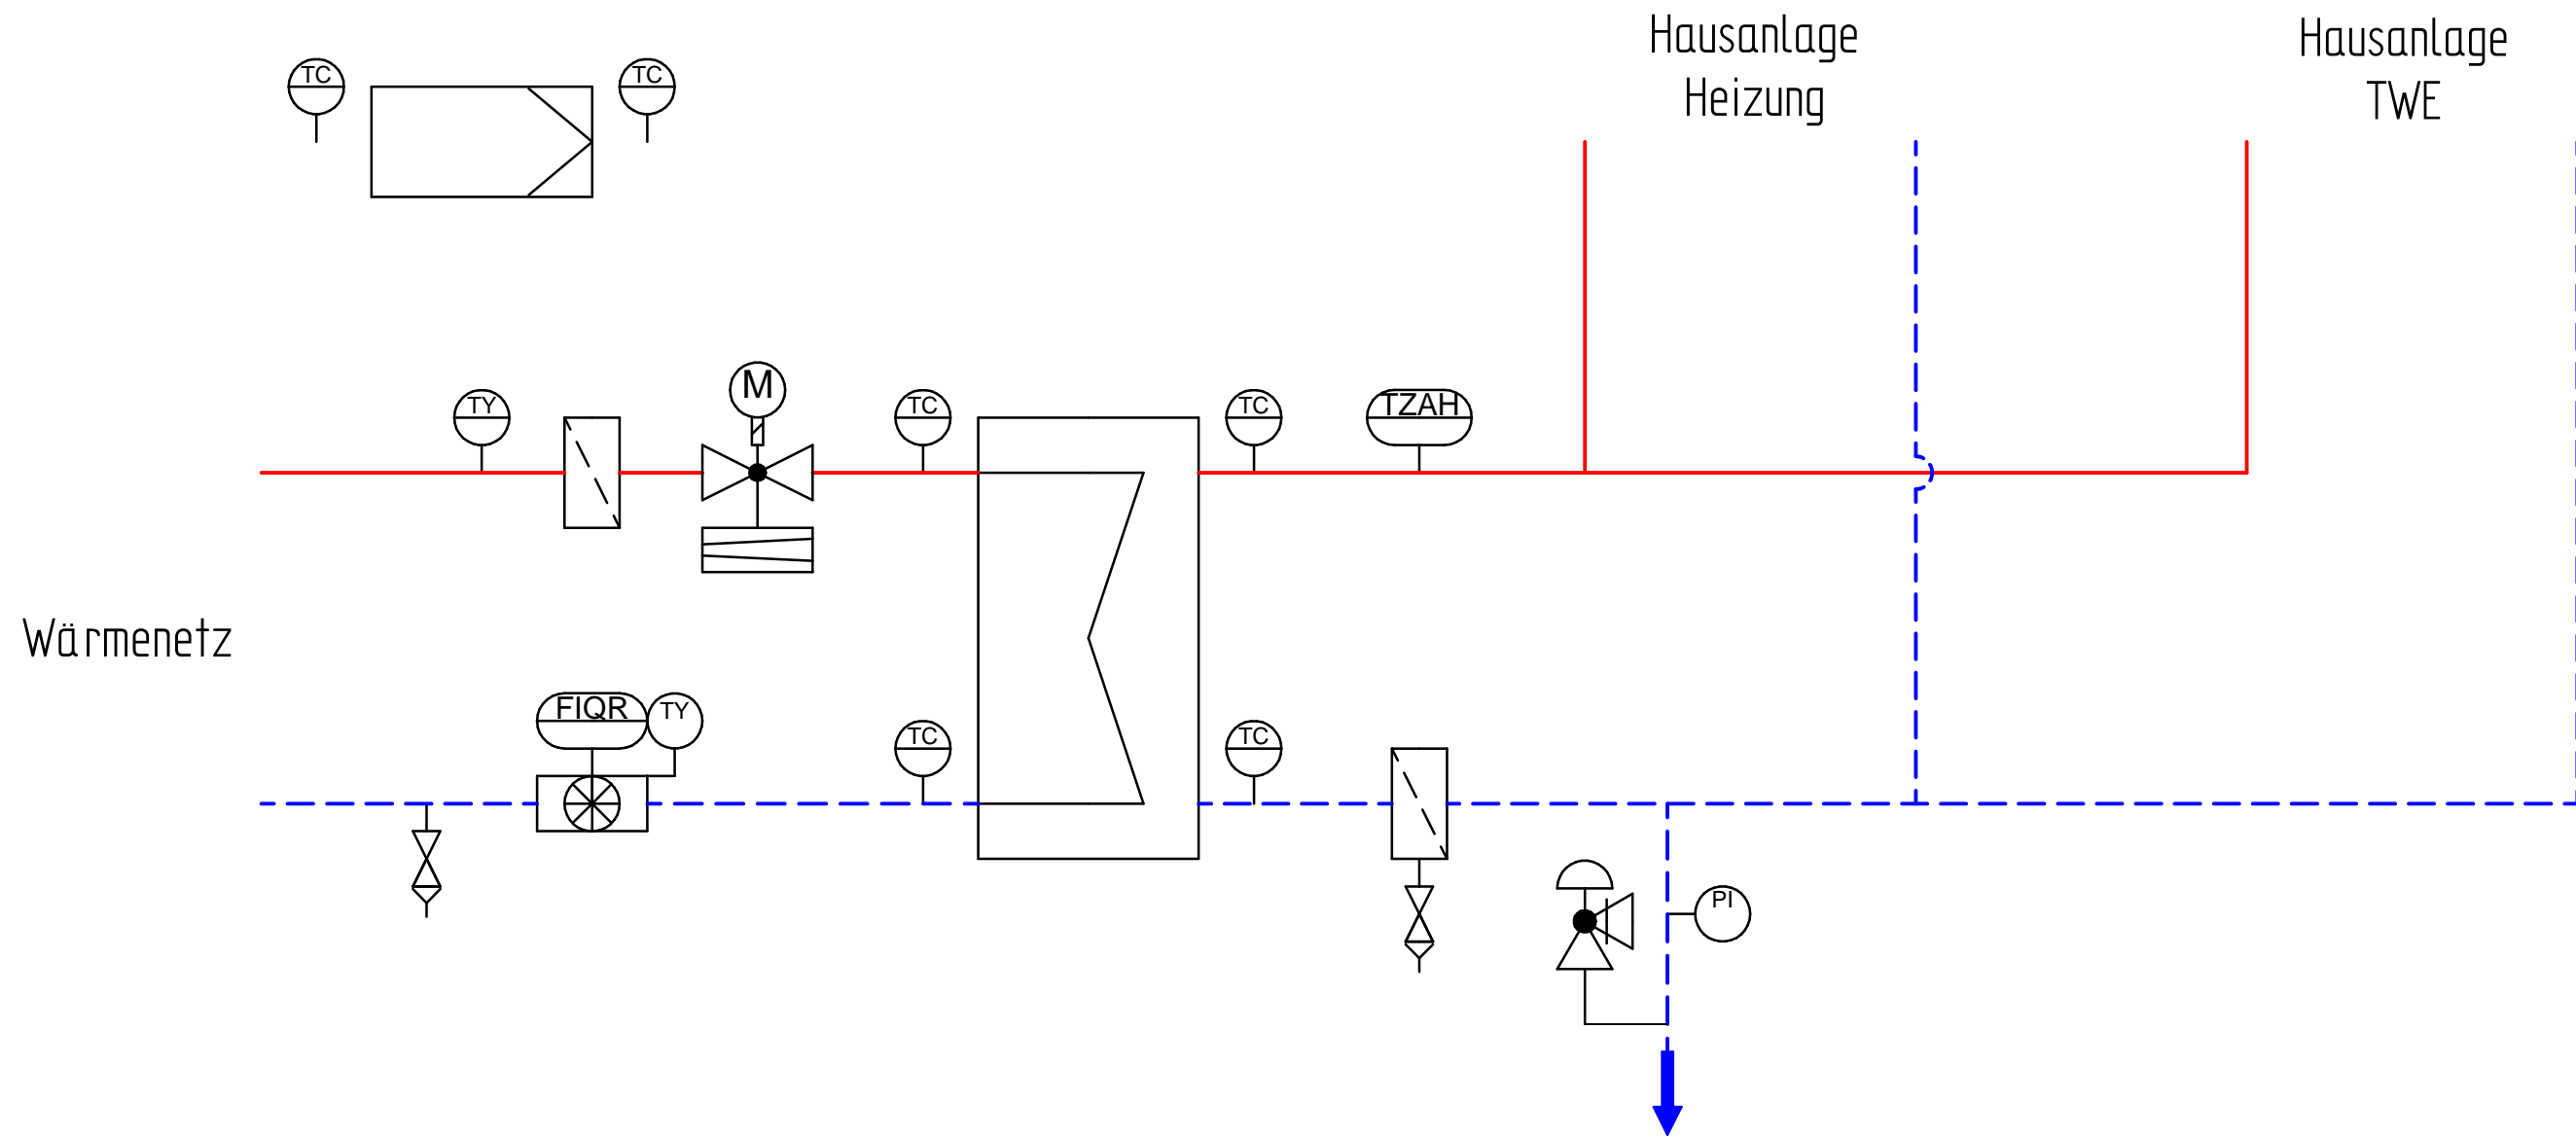 Hausanlage
Heizung
Hausanlage
TWE
TC
TC
TY
M
TC
TC
TZAH
Wärmenetz
FIQR
TY
TC
TC
PI